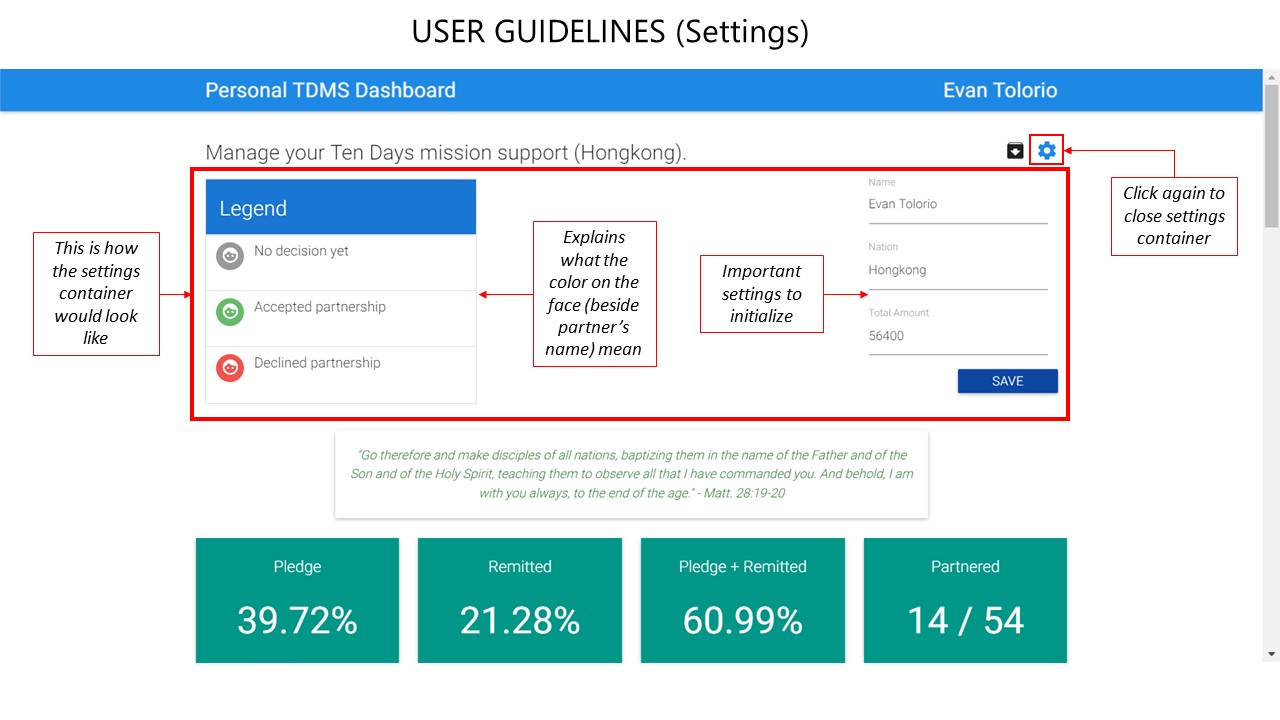 USER GUIDELINES (Settings)
Personal TDMS Dashboard
Evan Tolorio
Manage your Ten Days mission support (Hongkong).
Click again to
close settings
container
This is how
the settings
container
would look
like
Legend
No decision yet
Accepted partnership
Declined partnership
Explains
what the
color on the
face (beside
partner’s
name) mean
Important
settings to
initialize
Name
Evan Tolorio
Nation
Hongkong
Total Amount
56400
SAVE
"Go therefore and make disciples of all nations, baptizing them in the name of the Father and of the
Son and of the Holy Spirit, teaching them to observe all that I have commanded you. And behold, I am
with you always, to the end of the age." - Matt. 28:19-20
Pledge
39.72%
Remitted
21.28%
Pledge + Remitted
60.99%
Partnered
14 / 54